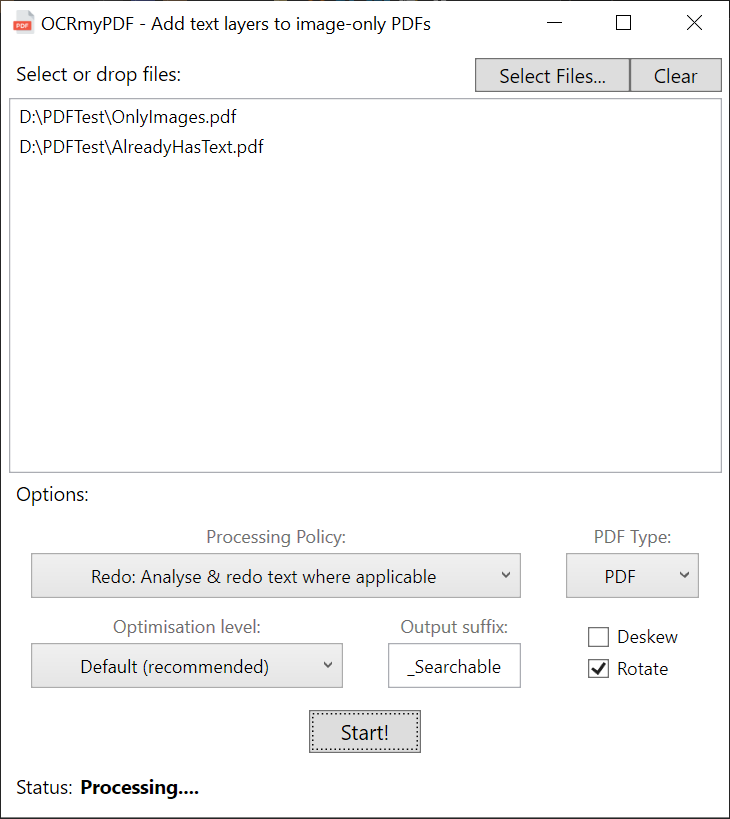 PDF
OCRmyPDF - Add text layers to image-only PDFs
Select or drop files:
Select Files...
Clear
D:\PDFTest\OnlyImages.pdf
D:\PDFTest\AlreadyHasText.pdf
Options:
Processing Policy:
PDF Type:
Redo: Analyse & redo text where applicable
PDF
Optimisation level:
Output suffix:
Deskew
Default (recommended)
_Searchable
Rotate
Start!
Status: Processing....